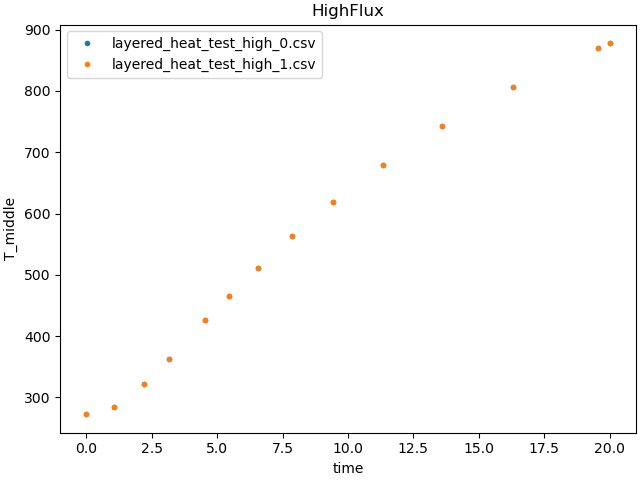 HighFlux
layered_heat_test_high_0.csv
layered_heat_test_high_1.csv
T_middle
900
800
700
600
500
400
300
0.0 2.5 5.0 7.5 10.0 12.5 15.0 17.5 20.0
time